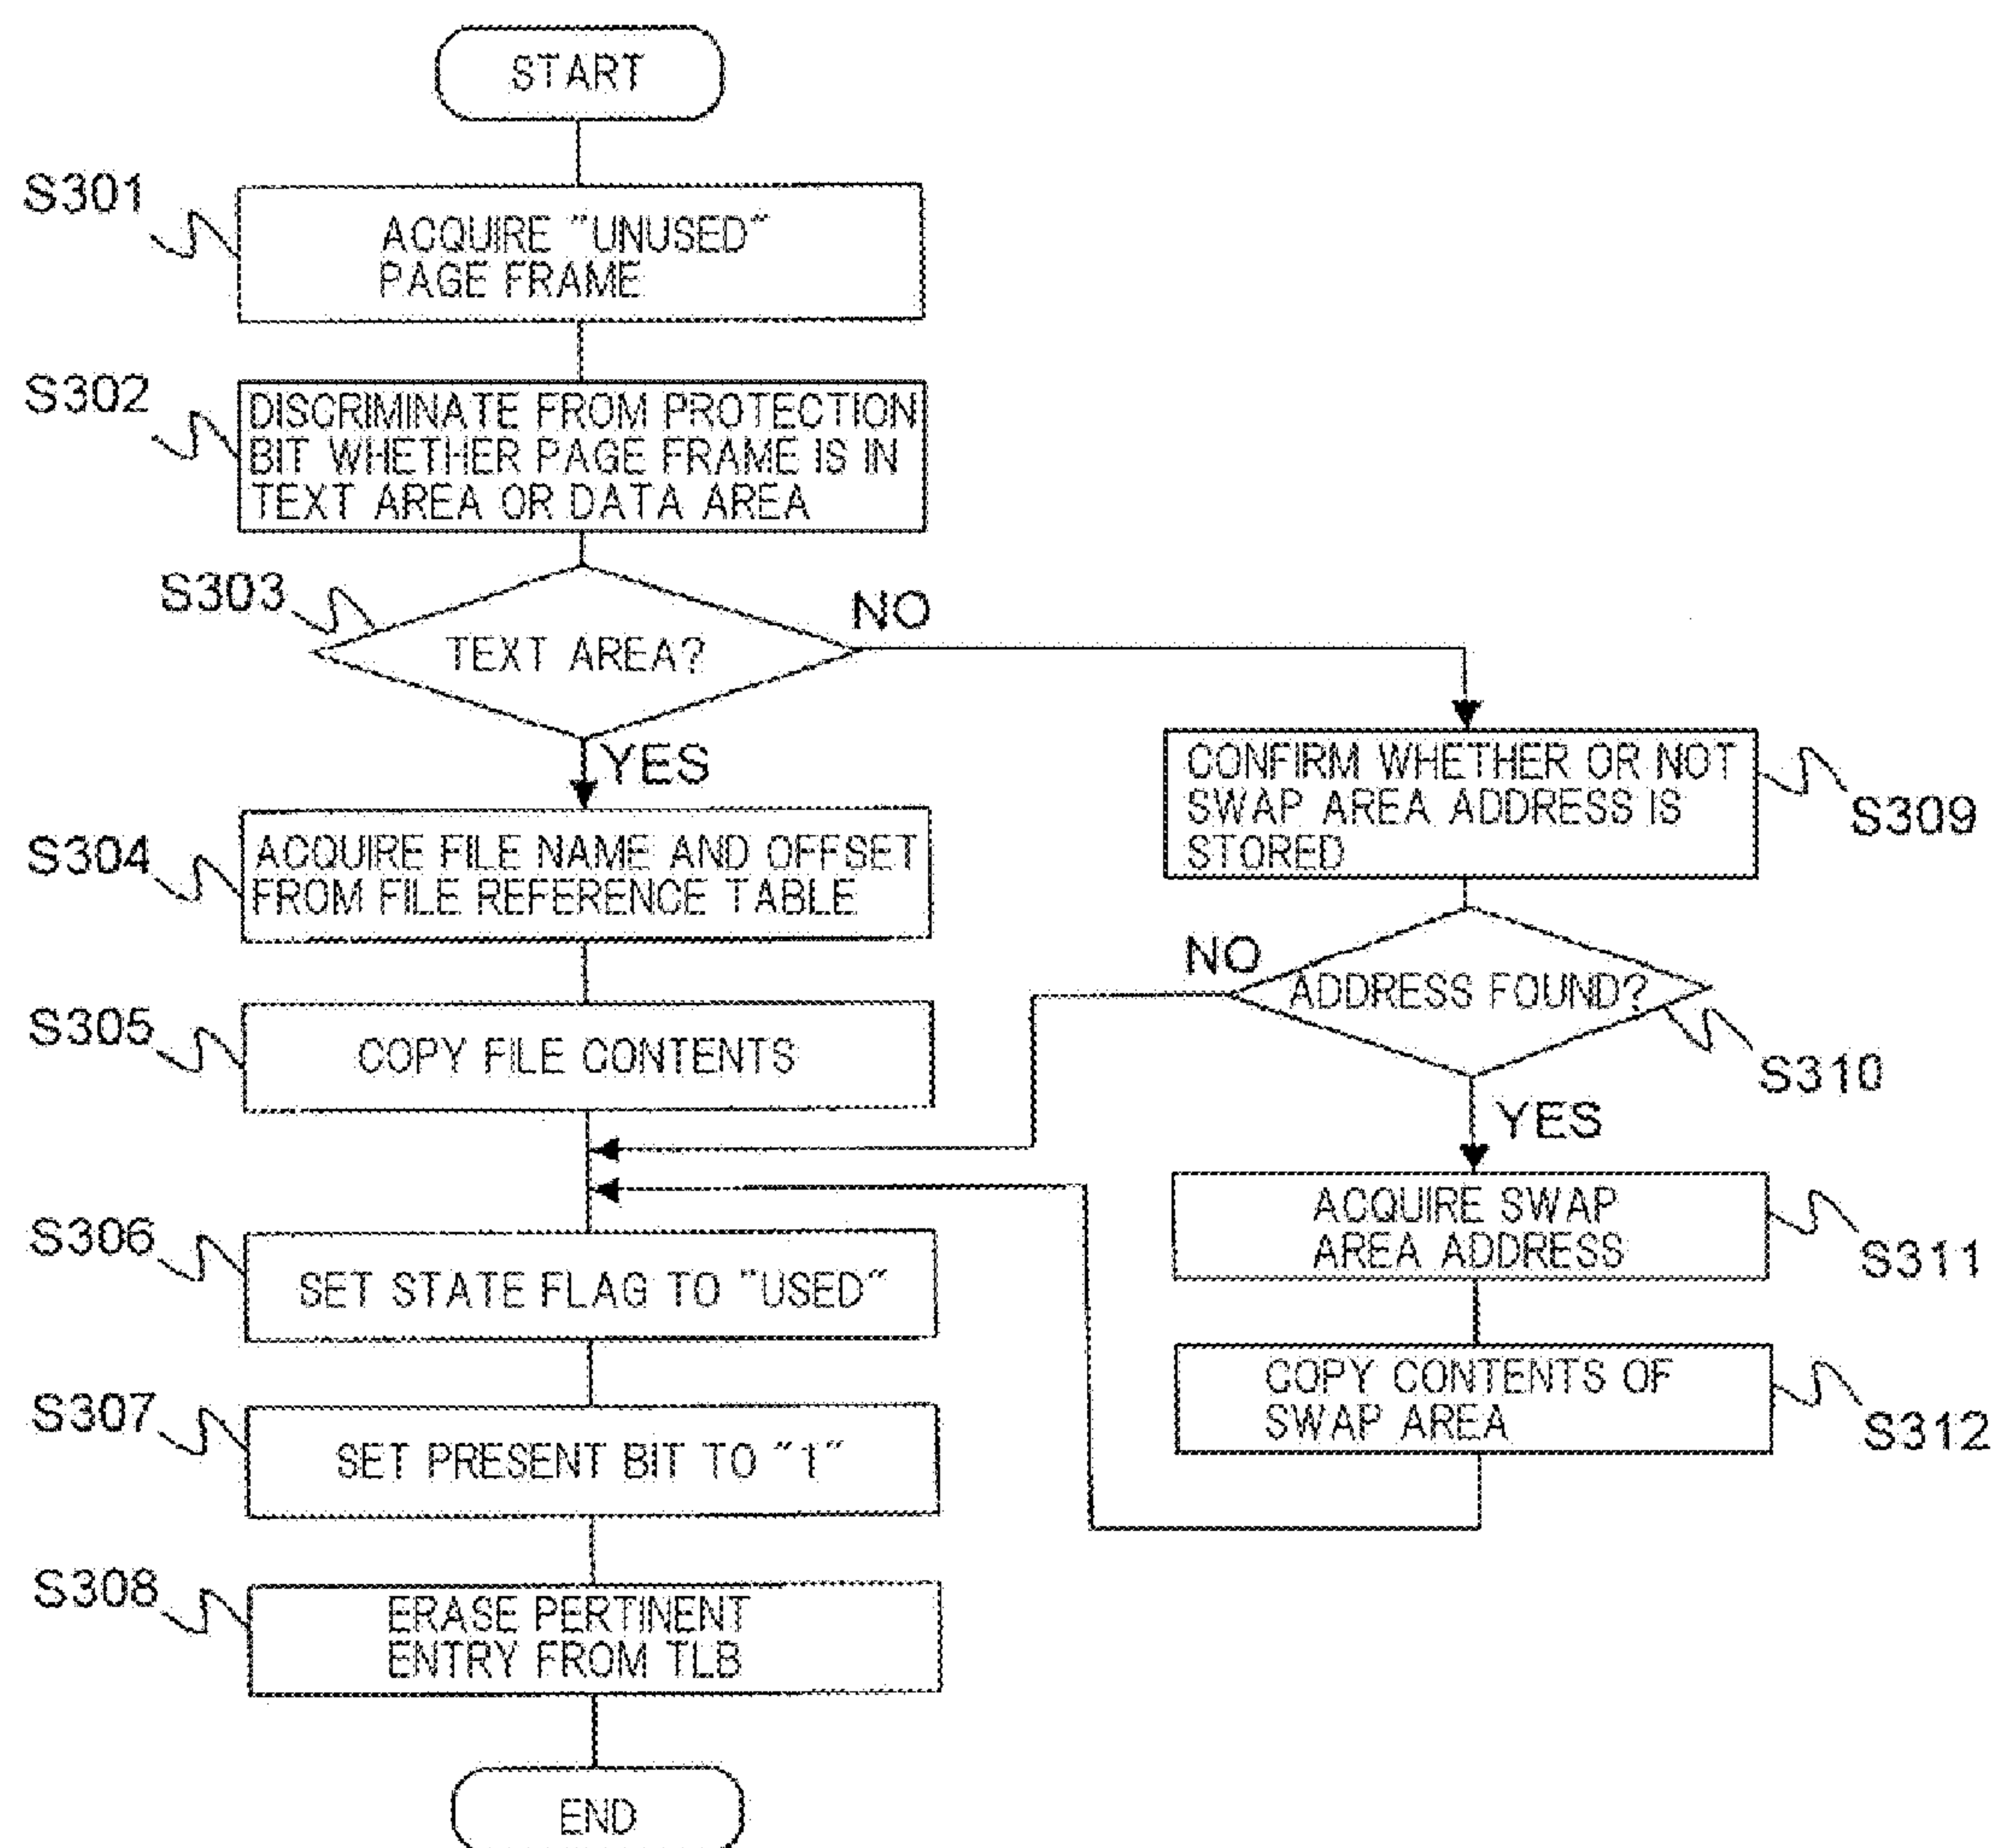 START
S301
ACQUIRE "UNUSED"
PAGE FRAME
S302
DISCRIMINATE FROM PROTECTION
BIT WHETHER PAGE FRAME IS IN
TEXT AREA OR DATA AREA
S303
TEXT AREA?
NO
YES
S304
ACQUIRE FILE NAME AND OFFSET
FROM FILE REFERENCE TABLE
S305
COPY FILE CONTENTS
S306
SET STATE FLAG TO "USED"
S307
SET PRESENT BIT TO "1"
S308
ERASE PERTINENT
ENTRY FROM TLB
END
CONFIRM WHETHER OR NOT
SWAP AREA ADDRESS IS
STORED
S309
NO
ADDRESS FOUND?
S310
YES
ACQUIRE SWAP
AREA ADDRESS
S311
COPY CONTENTS OF
SWAP AREA
S312